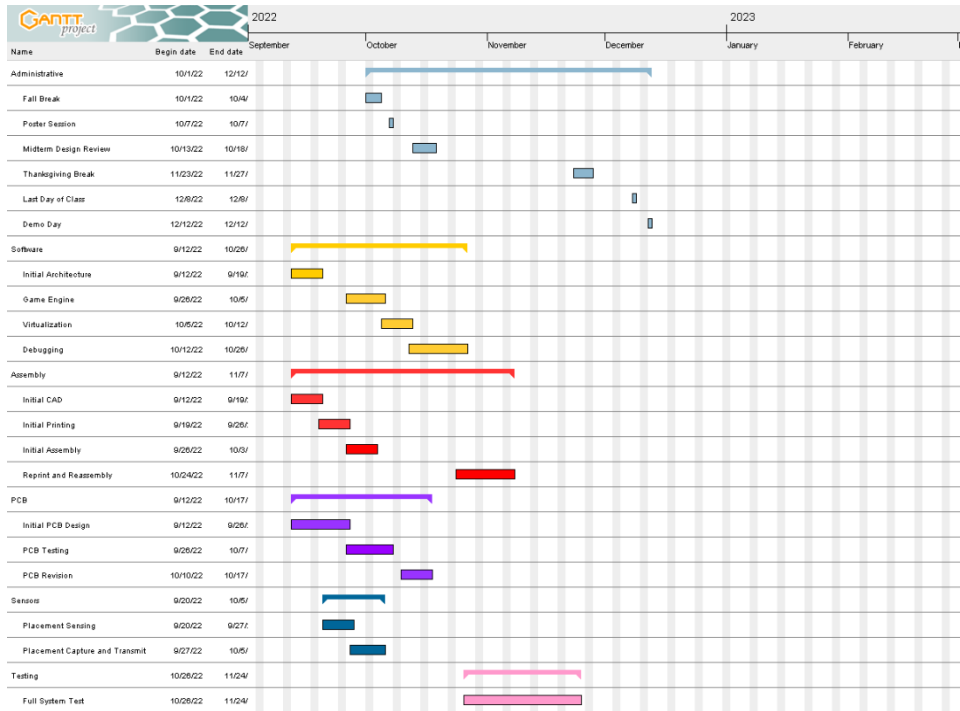 GANTT
project
2022
2023
September October November December January February
Name Begin date End date
Administrative 10/1/22 12/12/
Fall Break 10/1/22 10/4/
Poster Session 10/7/22 10/7/
Midterm Design Review 10/13/22 10/18/
Thanksgiving Break 11/23/22 11/27/
Last Day of Class 12/8/22 12/8/
Demo Day 12/12/22 12/12/
Software 9/12/22 10/26/
Initial Architecture 9/12/22 9/19/
Game Engine 9/26/22 10/5/
Virtualization 10/5/22 10/12/
Debugging 10/12/22 10/26/
Assembly 9/12/22 11/7/
Initial CAD 9/12/22 9/19/
Initial Printing 9/19/22 9/26/
Initial Assembly 9/26/22 10/3/
Reprint and Reassembly 10/24/22 11/7/
PCB 9/12/22 10/17/
Initial PCB Design 9/12/22 9/26/
PCB Testing 9/26/22 10/7/
PCB Revision 10/10/22 10/17/
Sensors 9/20/22 10/5/
Placement Sensing 9/20/22 9/27/
Placement Capture and Transmit 9/27/22 10/5/
Testing 10/26/22 11/24/
Full System Test 10/26/22 11/24/